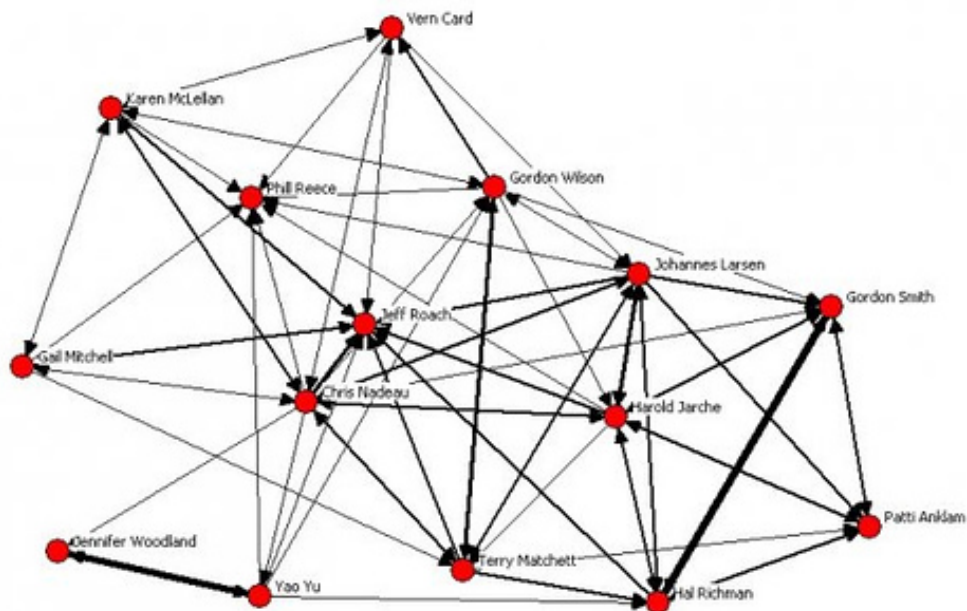 Vern Card
Karen McLellan
Phill Reece
Gordon Wilson
Johannes Larsen
Gordon Smith
Jeff Roach
Gail Mitchell
Chris Nadeau
Harold Jarche
Patti Anklam
Jennifer Woodland
Terry Matchett
Yao Yu
Hal Richman